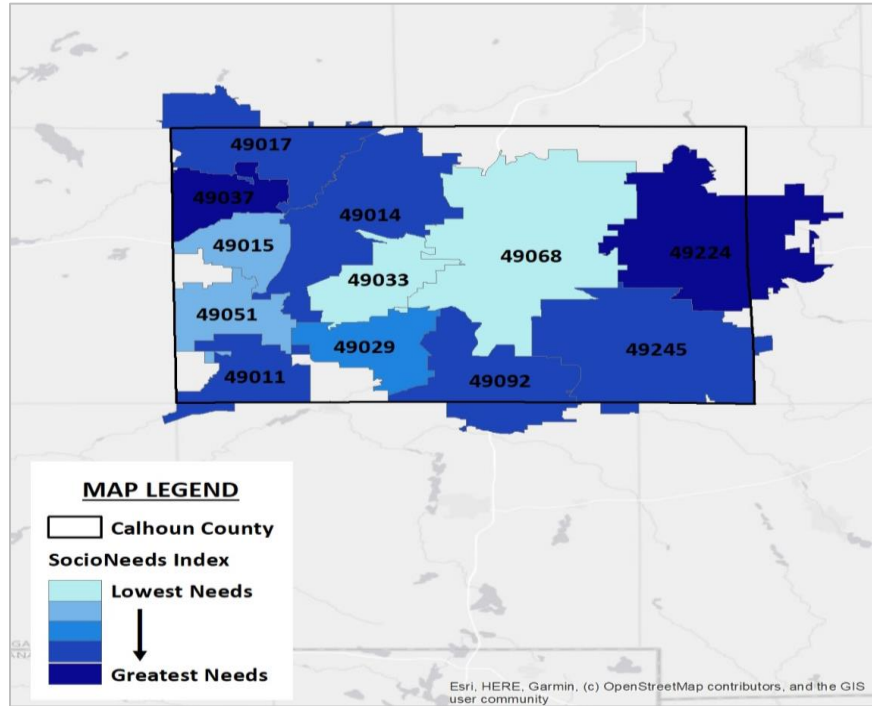 49017
49037
49014
49015
49068
49224
49033
49051
49029
49245
49011
49092
MAP LEGEND
Calhoun County
SocioNeeds Index
Lowest Needs
Greatest Needs
Esri, HERE, Garmin, (c) OpenStreetMap contributors, and the GIS
user community